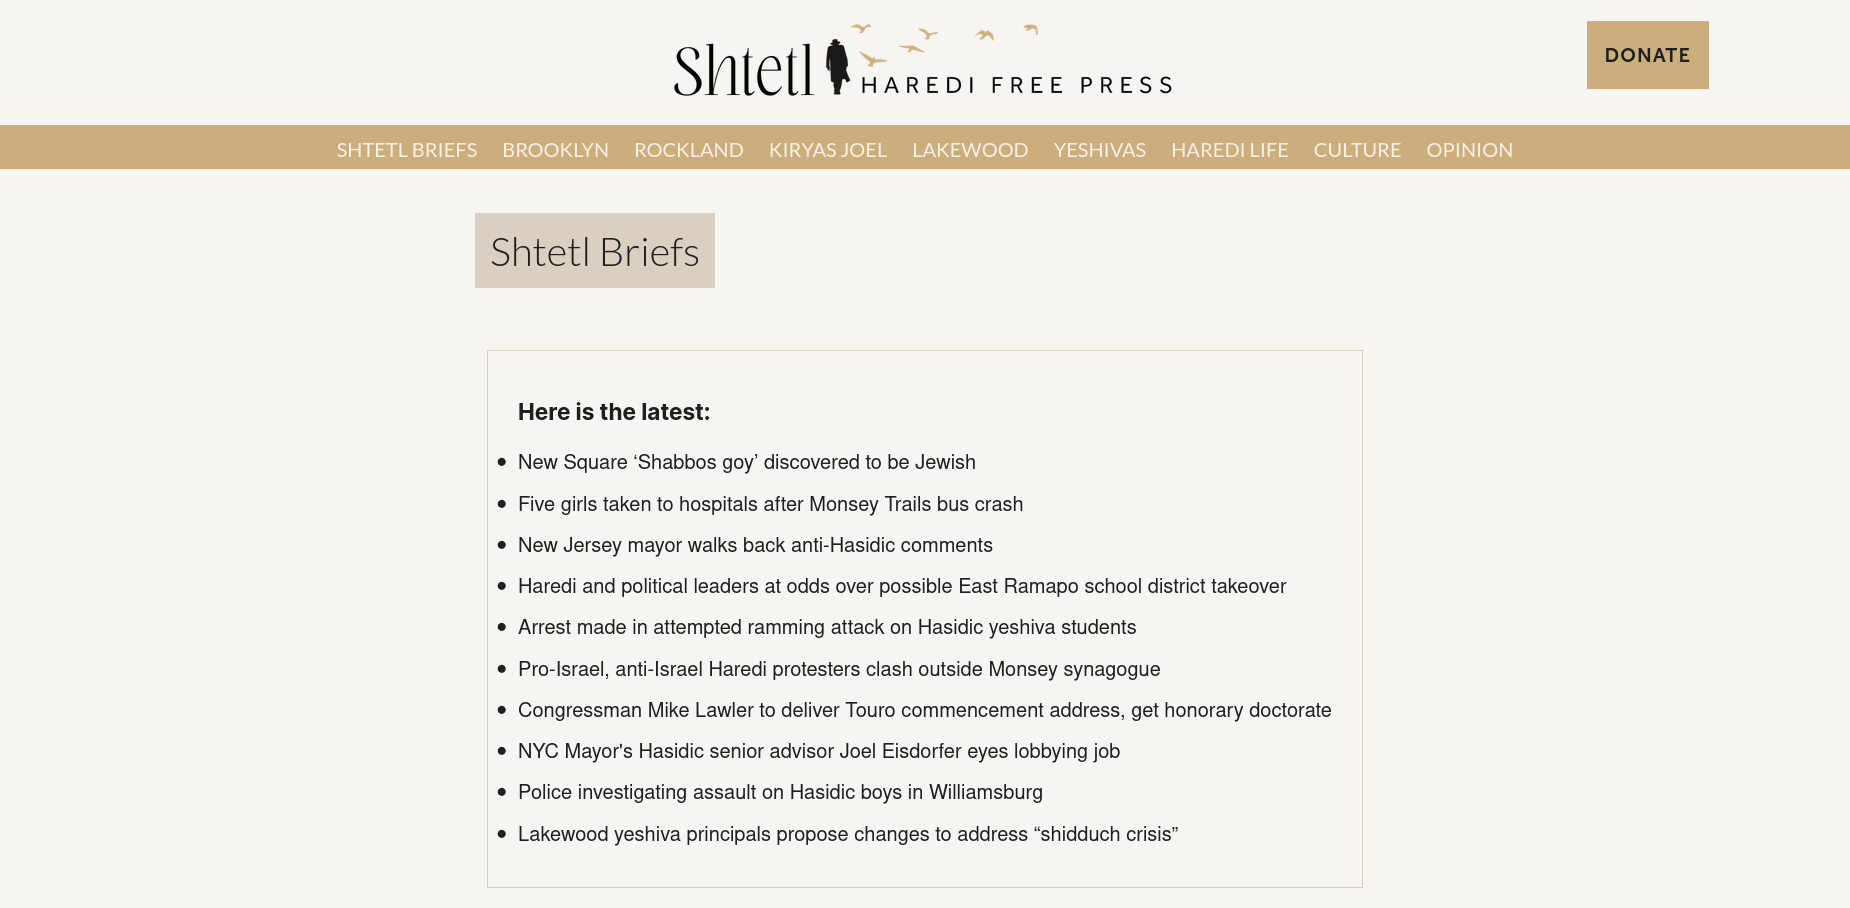 Shtetl HAREDI FREE PRESS
DONATE
SHTETL BRIEFS BROOKLYN ROCKLAND KIRYAS JOEL LAKEWOOD YESHIVAS HAREDI LIFE CULTURE OPINION
Shtetl Briefs
Here is the latest:
• New Square ‘Shabbos goy’ discovered to be Jewish
• Five girls taken to hospitals after Monsey Trails bus crash
• New Jersey mayor walks back anti-Hasidic comments
• Haredi and political leaders at odds over possible East Ramapo school district takeover
• Arrest made in attempted ramming attack on Hasidic yeshiva students
• Pro-Israel, anti-Israel Haredi protesters clash outside Monsey synagogue
• Congressman Mike Lawler to deliver Touro commencement address, get honorary doctorate
• NYC Mayor's Hasidic senior advisor Joel Eisdorfer eyes lobbying job
• Police investigating assault on Hasidic boys in Williamsburg
• Lakewood yeshiva principals propose changes to address “shidduch crisis”